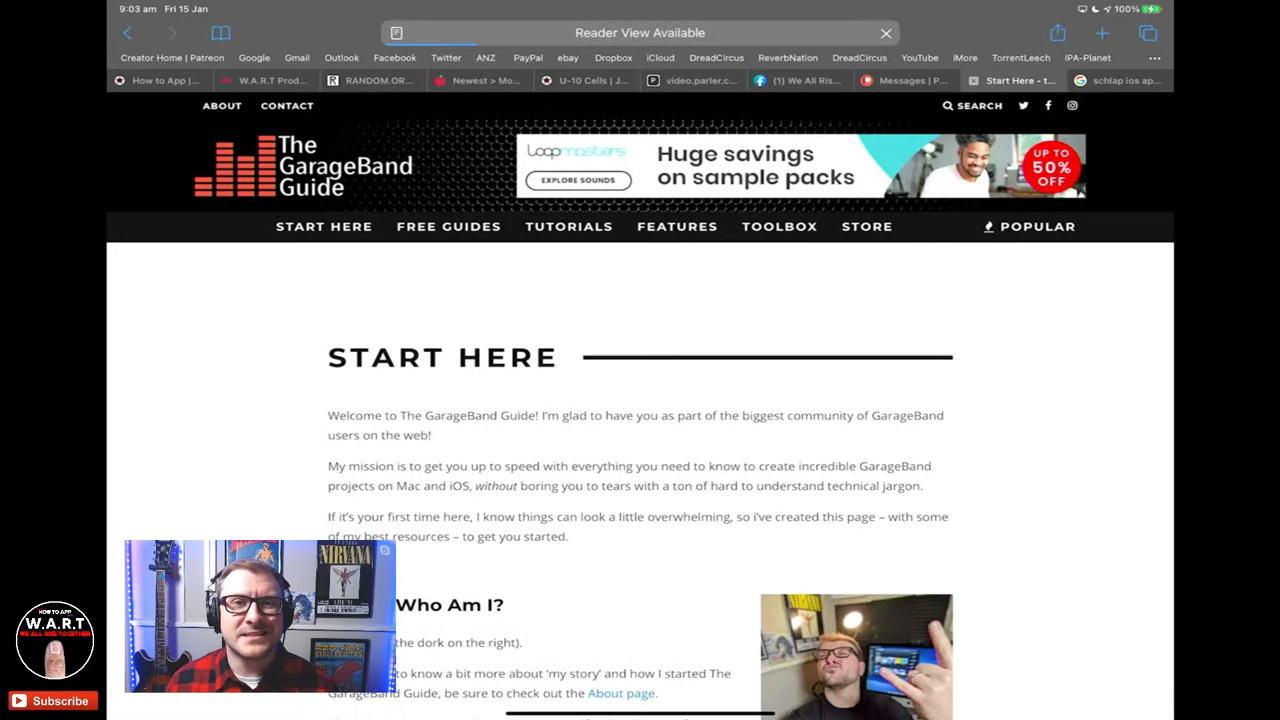 9:03 am Fri 15 Jan
100%
Reader View Available
Creator Home | Patreon Google Gmail Outlook Facebook Twitter ANZ PayPal ebay Dropbox iCloud DreadCircus ReverbNation DreadCircus YouTube iMore TorrentLeech IPA-Planet
How to App |... W.A.R.T Prod... RANDOM.OR... Newest > Mo... U-10 Cells | J... video.parler.c... (1) We All Ris... Messages | P... Start Here - t... schlap ios ap...
ABOUT CONTACT
SEARCH
The
GarageBand
Guide
loopmasters
EXPLORE SOUNDS
Huge savings
on sample packs
UP TO
50%
OFF
START HERE FREE GUIDES TUTORIALS FEATURES TOOLBOX STORE POPULAR
START HERE
Welcome to The GarageBand Guide! I'm glad to have you as part of the biggest community of GarageBand
users on the web!
My mission is to get you up to speed with everything you need to know to create incredible GarageBand
projects on Mac and iOS, without boring you to tears with a ton of hard to understand technical jargon.
If it's your first time here, I know things can look a little overwhelming, so i've created this page – with some
of my best resources – to get you started.
Who Am I?
the dork on the right).
to know a bit more about 'my story' and how I started The
GarageBand Guide, be sure to check out the About page.
NIRVANA
HOW TO APP
W.A.R.T
WE ALL RISE TOGETHER
Subscribe